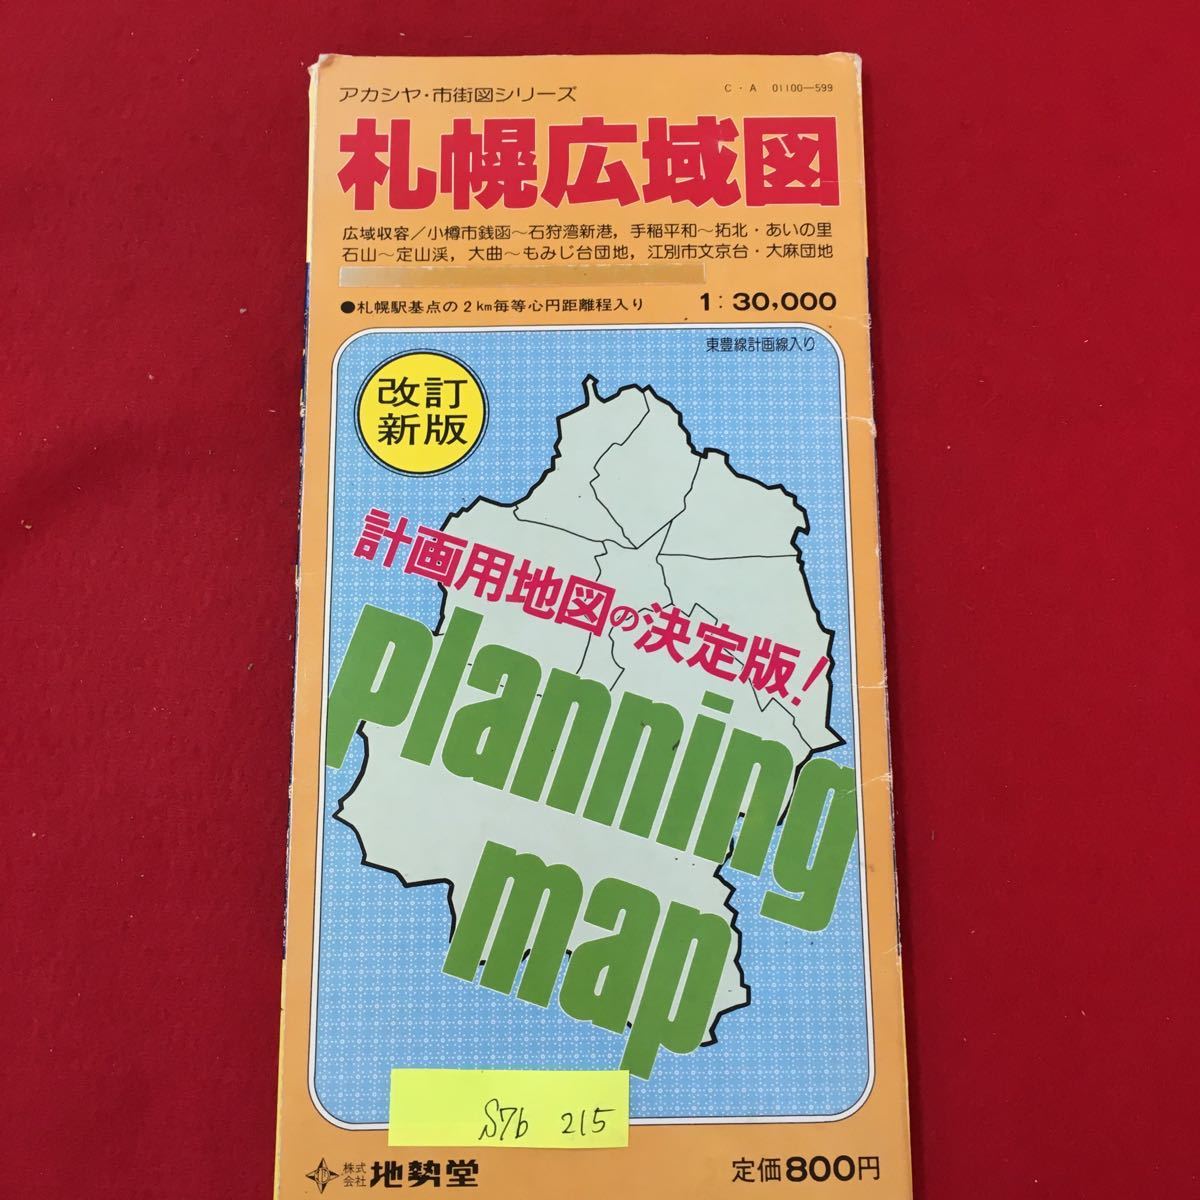 アカシヤ・市街図シリーズ
C・A 01100—599
札幌広域図
広域収容／小樽市銭函〜石狩湾新港，手稲平和〜拓北・あいの里
石山〜定山渓，大曲〜もみじ台団地，江別市文京台・大麻団地
●札幌駅基点の2km毎等心円距離程入り 1：30,000
東豊線計画線入り
改訂
新版
計画用地図の決定版！
planning
map
S7b 215
株式会社 地勢堂
定価800円